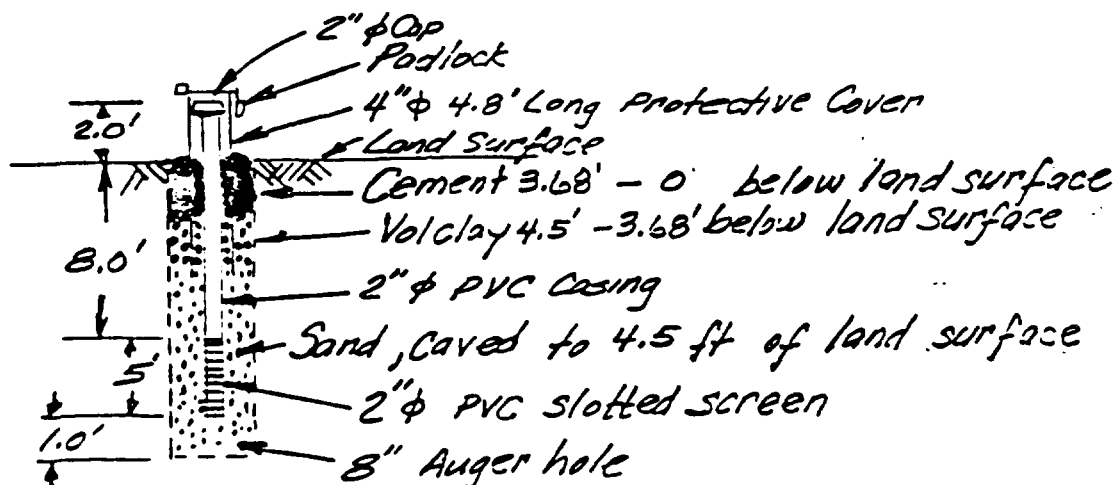 2" ϕ Cap
Padlock
4" ϕ 4.8' Long Protective Cover
2.0'
Land Surface
Cement 3.68' - 0 below land surface
Volclay 4.5' - 3.68' below land surface
8.0'
2" ϕ PVC Casing
Sand, Caved to 4.5 ft of land surface
5'
2" ϕ PVC slotted screen
1.0'
8" Auger hole